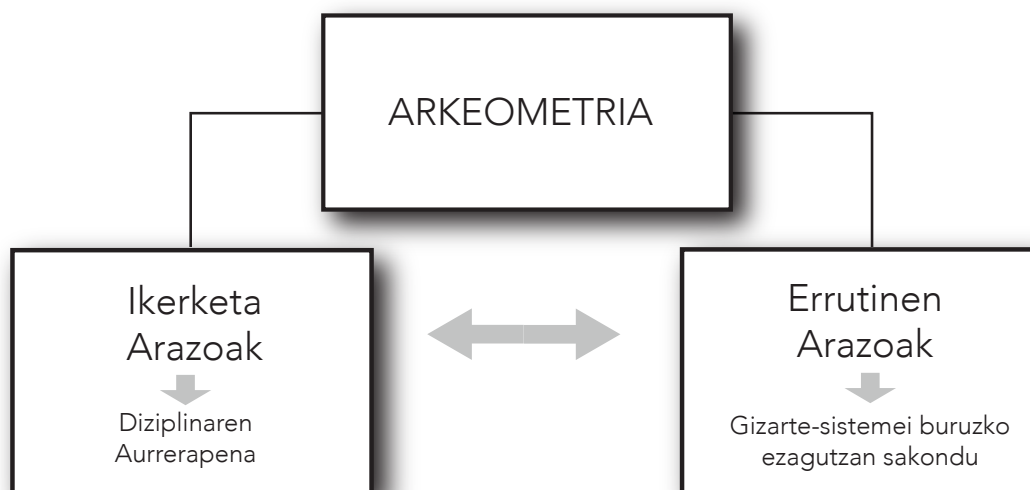 ARKEOMETRIA
Ikerketa
Arazoak
Diziplinaren
Aurrerapena
Errutinen
Arazoak
Gizarte-sistemei buruzko
ezagutzan sakondu